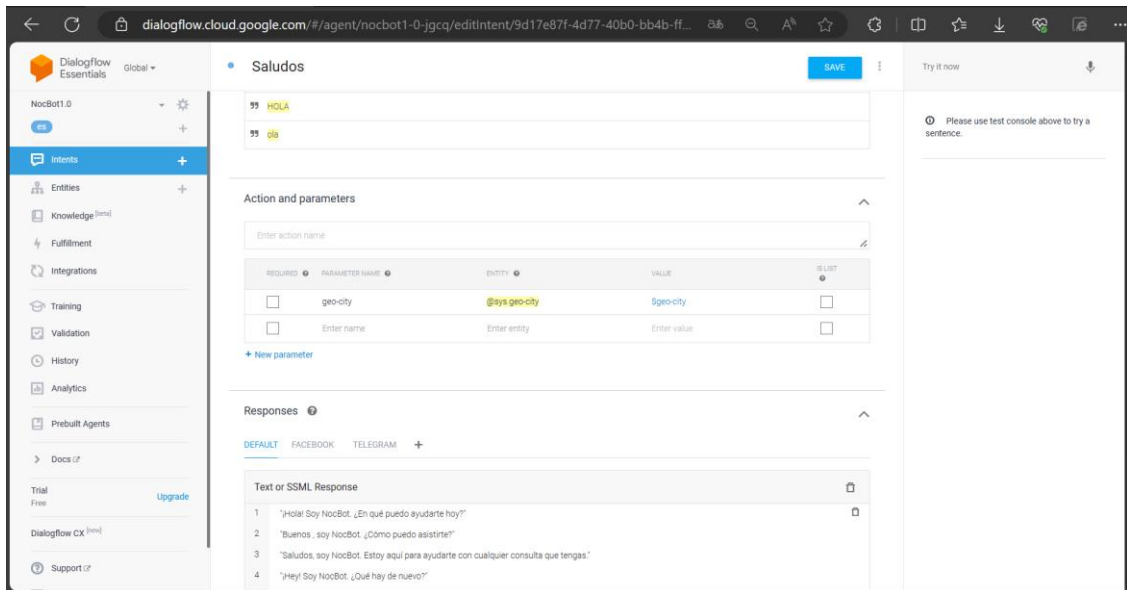 dialogflow.cloud.google.com/#/agent/nocbot1-0-jgcq/editIntent/9d17e87f-4d77-40b0-bb4b-ff...
Dialogflow Essentials
Global
Saludos
SAVE
Try it now
NocBot1.0
es
Intents
Entities
Knowledge [beta]
Fulfillment
Integrations
Training
Validation
History
Analytics
Prebuilt Agents
Docs
Trial
Free
Upgrade
Dialogflow CX [new]
Support
HOLA
ola
Action and parameters
Enter action name
REQUIRED PARAMETER NAME ENTITY VALUE IS LIST
geo-city @sys.geo-city $geo-city
Enter name Enter entity Enter value
+ New parameter
Responses
DEFAULT FACEBOOK TELEGRAM +
Text or SSML Response
1 "¡Hola! Soy NocBot. ¿En qué puedo ayudarte hoy?"
2 "Buenos , soy NocBot. ¿Cómo puedo asistirte?"
3 "Saludos, soy NocBot. Estoy aquí para ayudarte con cualquier consulta que tengas."
4 "¡Hey! Soy NocBot. ¿Qué hay de nuevo?"
Please use test console above to try a
sentence.